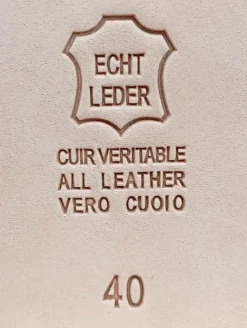 ECHT
LEDER
CUIR VERITABLE
ALL LEATHER
VERO CUOIO
40